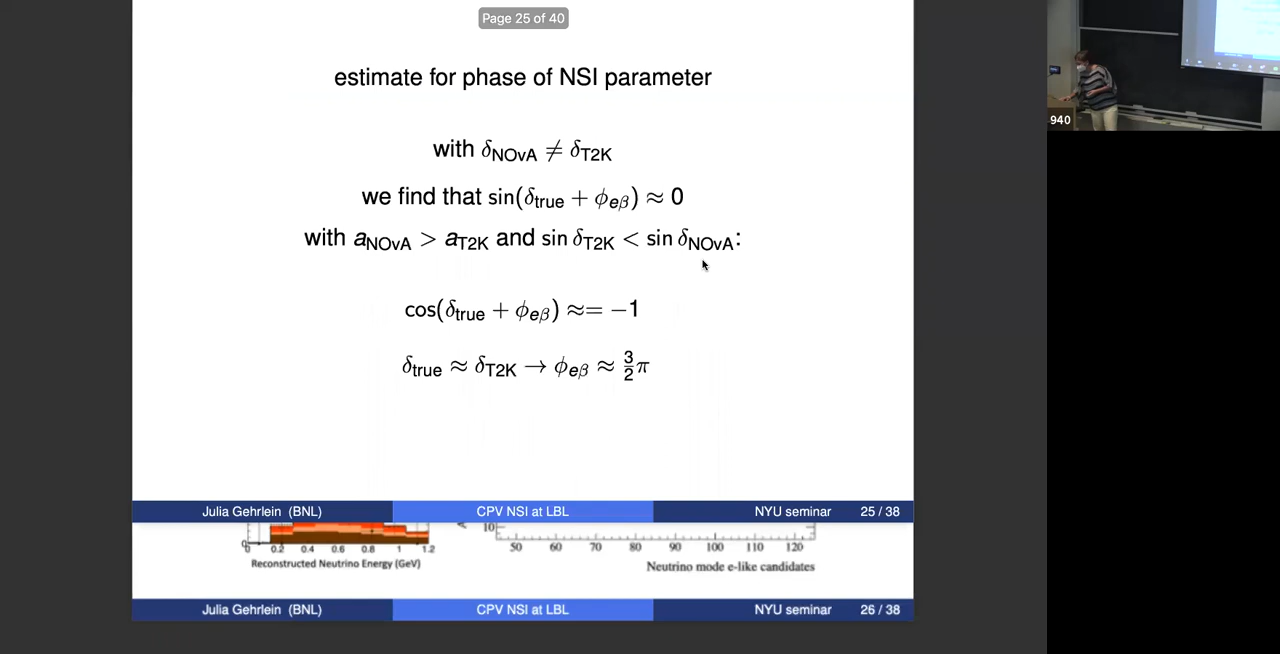 Page 25 of 40
estimate for phase of NSI parameter
with δ_NOvA ≠ δ_T2K
we find that sin(δ_true + ϕ_eβ) ≈ 0
with a_NOvA > a_T2K and sin δ_T2K < sin δ_NOvA:
cos(δ_true + ϕ_eβ) ≈= −1
δ_true ≈ δ_T2K → ϕ_eβ ≈ 3/2 π
Julia Gehrlein (BNL) CPV NSI at LBL NYU seminar 25 / 38
10
0 0.2 0.4 0.6 0.8 1 1.2
50 60 70 80 90 100 110 120
Reconstructed Neutrino Energy (GeV)
Neutrino mode e-like candidates
Julia Gehrlein (BNL) CPV NSI at LBL NYU seminar 26 / 38
940